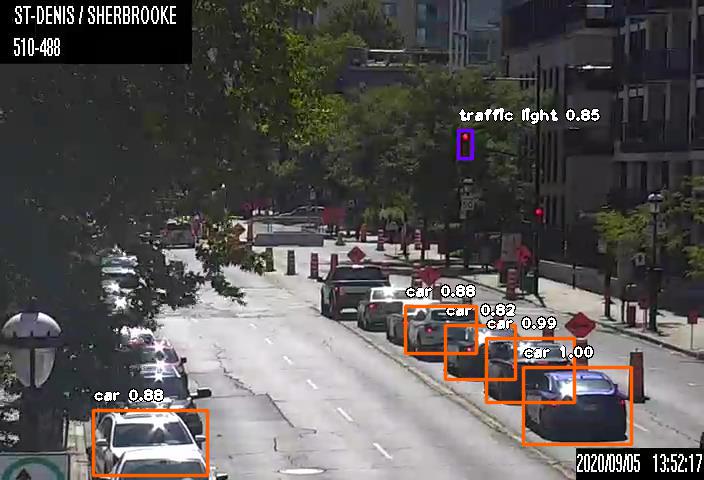 ST-DENIS / SHERBROOKE
510-488
traffic light 0.85
car 0.88
car 0.82
car 0.99
car 1.00
car 0.88
2020/09/05 13:52:17